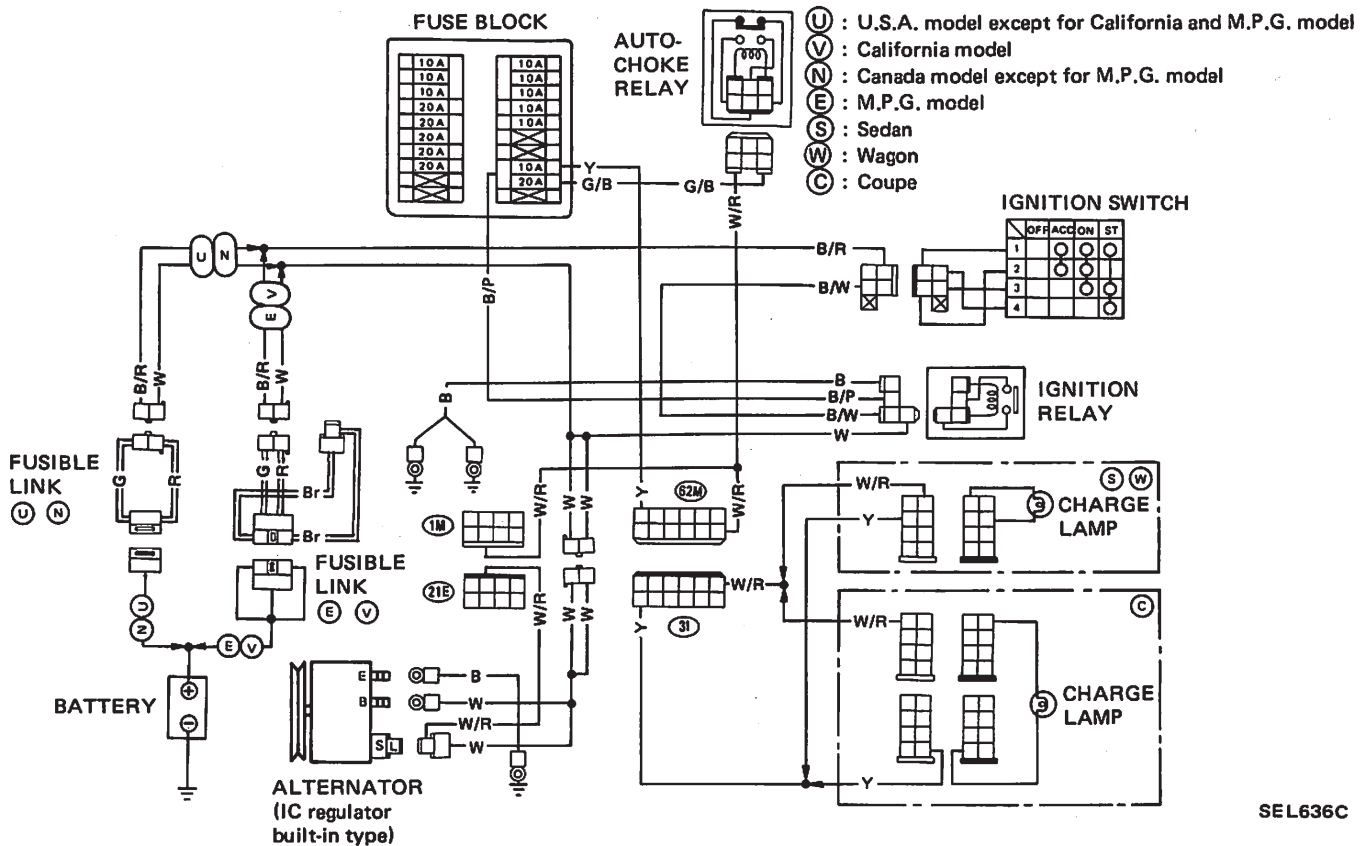 FUSE BLOCK
10A
10A
10A
20A
20A
20A
20A
20A
10A
10A
10A
10A
10A
10A
20A
AUTO-
CHOKE
RELAY
U : U.S.A. model except for California and M.P.G. model
V : California model
N : Canada model except for M.P.G. model
E : M.P.G. model
S : Sedan
W : Wagon
C : Coupe
Y
G/B
G/B
W/R
IGNITION SWITCH
OFF ACC ON ST
1
2
3
4
U N
V
E
B/R
B/W
B/P
B/R
W
B/R
W
B
B
B/P
B/W
W
IGNITION
RELAY
FUSIBLE
LINK
U N
G
R
G
R
Br
Br
FUSIBLE
LINK
E V
1M
21E
W/R
W/R
W
W
W
W
Y
62M
W/R
31
Y
W/R
S W
W/R
Y
CHARGE
LAMP
C
W/R
Y
CHARGE
LAMP
U
N
E V
BATTERY
+
−
E
B
S L
B
W
W/R
W
ALTERNATOR
(IC regulator
built-in type)
SEL636C